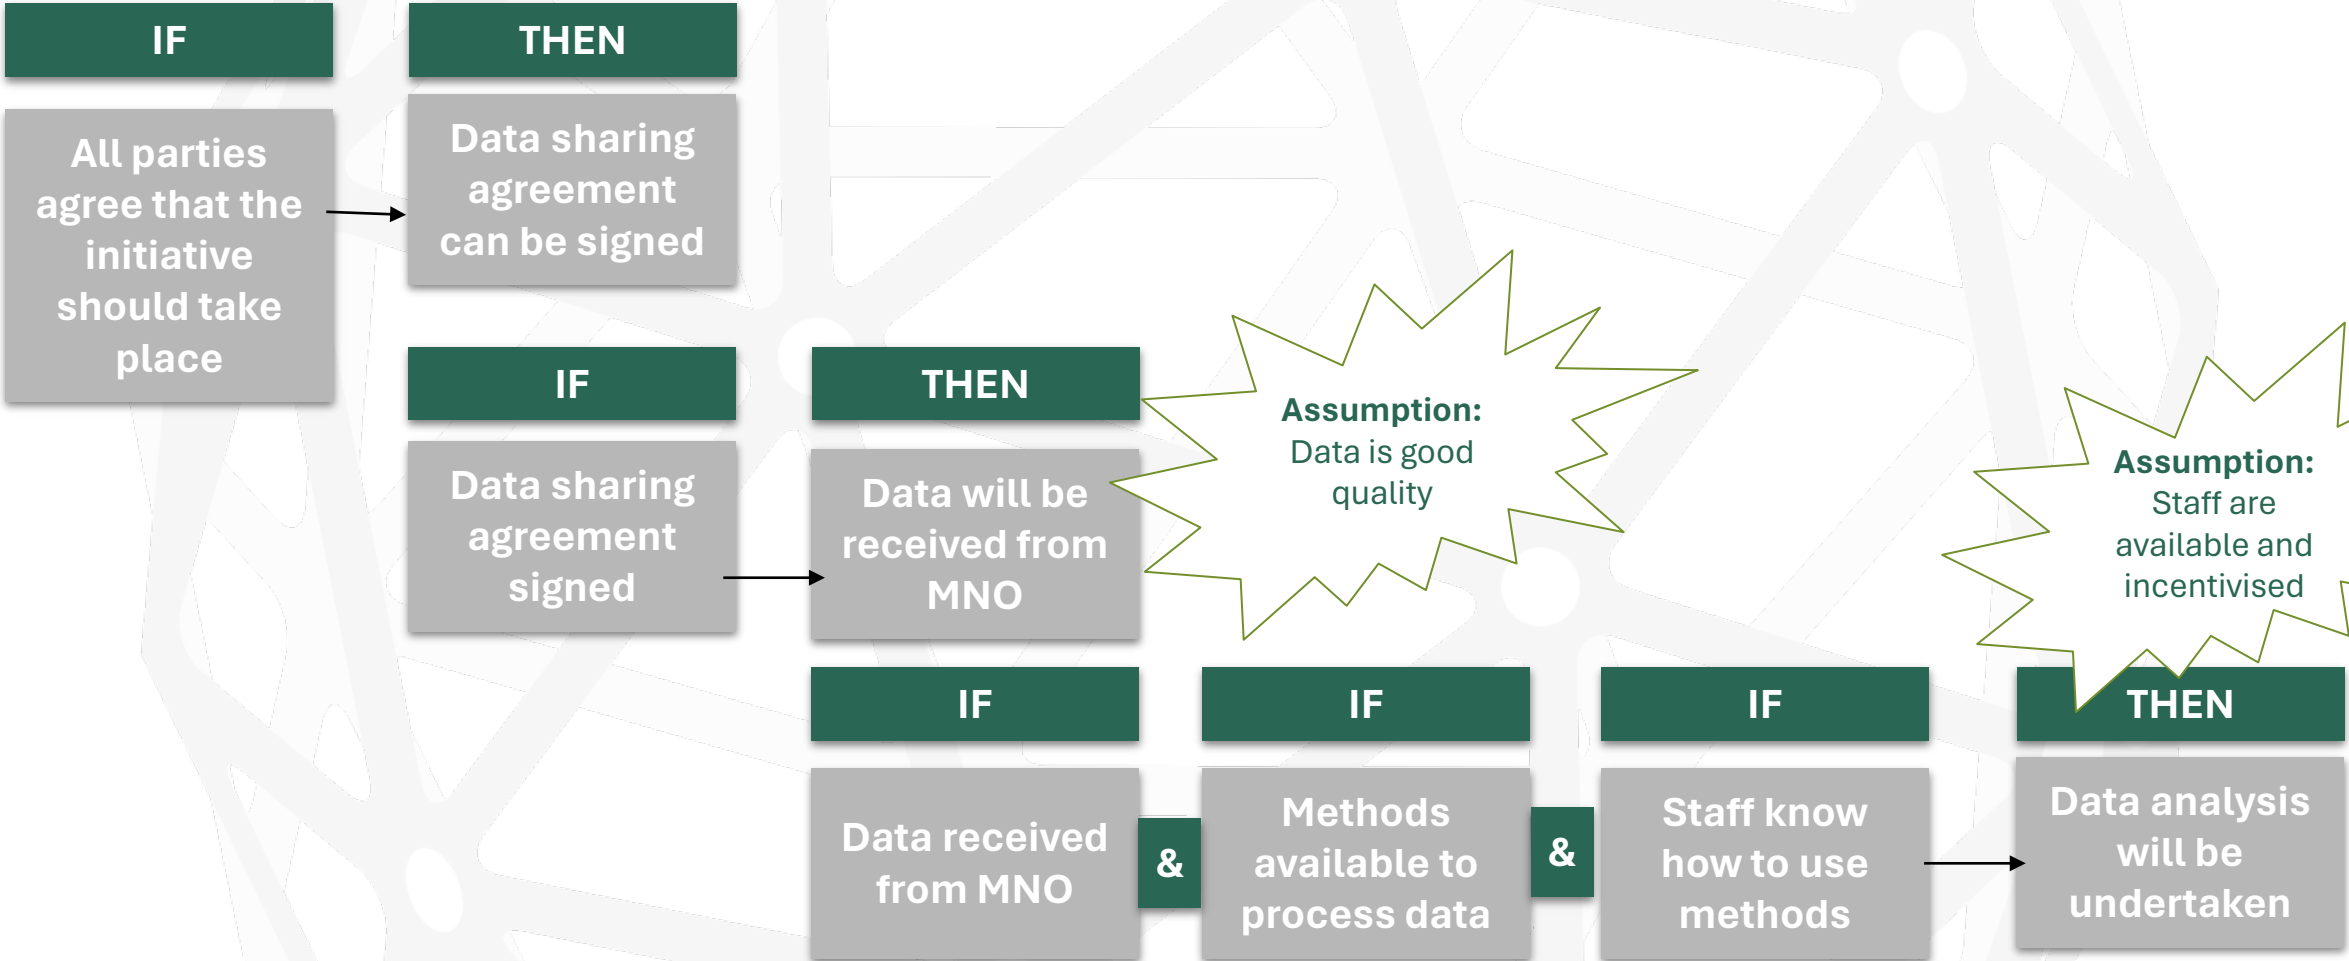 IF
THEN
All parties
agree that the
initiative
should take
place
Data sharing
agreement
can be signed
IF
THEN
Data sharing
agreement
signed
Data will be
received from
MNO
Assumption:
Data is good
quality
Assumption:
Staff are
available and
incentivised
IF
IF
IF
THEN
Data received
from MNO
&
Methods
available to
process data
&
Staff know
how to use
methods
Data analysis
will be
undertaken